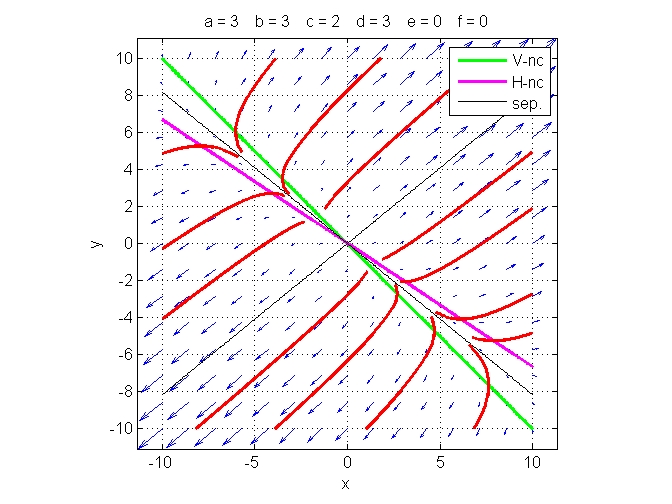 a = 3 b = 3 c = 2 d = 3 e = 0 f = 0
V-nc
H-nc
sep.
10
8
6
4
2
0
-2
-4
-6
-8
-10
y
-10 -5 0 5 10
x